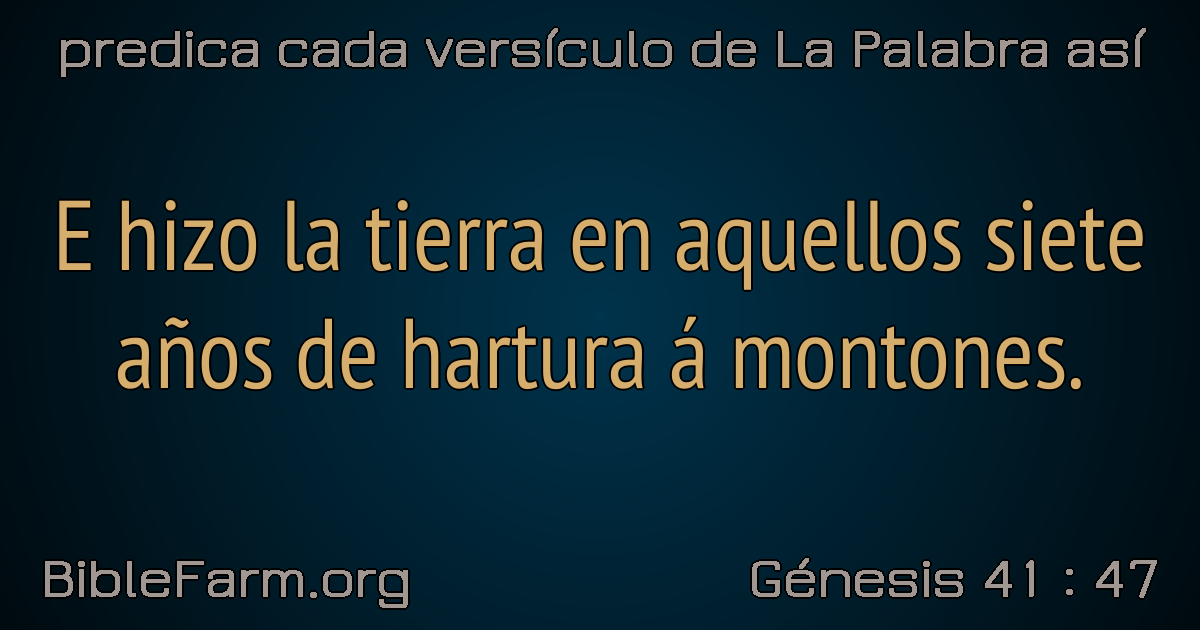 predica cada versículo de La Palabra así
E hizo la tierra en aquellos siete
años de hartura á montones.
BibleFarm.org
Génesis 41 : 47